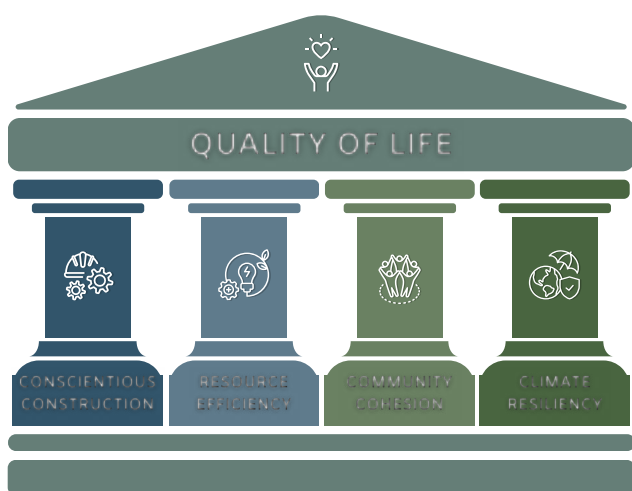 QUALITY OF LIFE
CONSCIENTIOUS
CONSTRUCTION
RESOURCE
EFFICIENCY
COMMUNITY
COHESION
CLIMATE
RESILIENCY